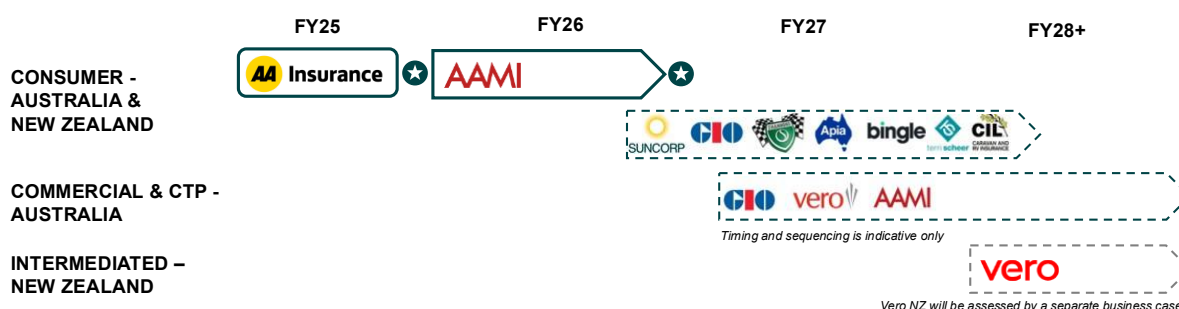 FY25 FY26 FY27 FY28+
CONSUMER -
AUSTRALIA &
NEW ZEALAND
AA Insurance
AAMI
SUNCORP
GIO
SHANNONS
Apia
bingle
terri scheer
CIL
CARAVAN AND
RV INSURANCE
COMMERCIAL & CTP -
AUSTRALIA
GIO vero AAMI
Timing and sequencing is indicative only
INTERMEDIATED –
NEW ZEALAND
vero
Vero NZ will be assessed by a separate business case